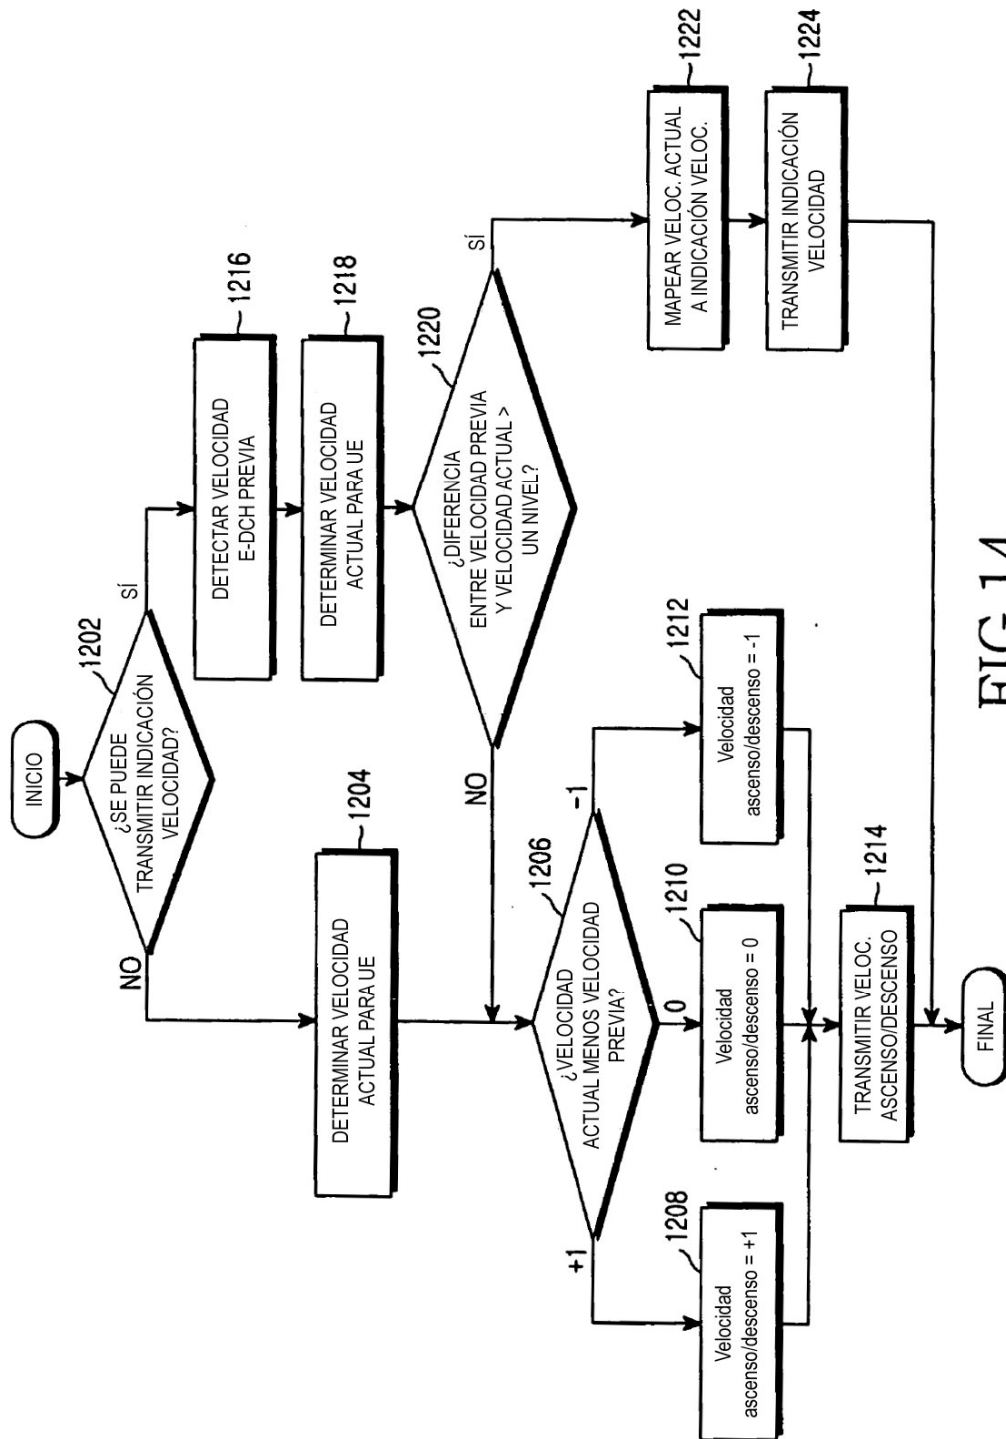 INICIO
1202
¿SE PUEDE
TRANSMITIR INDICACIÓN
VELOCIDAD?
NO
SÍ
1204
DETERMINAR VELOCIDAD
ACTUAL PARA UE
1216
DETECTAR VELOCIDAD
E-DCH PREVIA
1218
DETERMINAR VELOCIDAD
ACTUAL PARA UE
1220
¿DIFERENCIA
ENTRE VELOCIDAD PREVIA
Y VELOCIDAD ACTUAL >
UN NIVEL?
NO
SÍ
1206
¿VELOCIDAD
ACTUAL MENOS VELOCIDAD
PREVIA?
+1
0
-1
1208
Velocidad
ascenso/descenso = +1
1210
Velocidad
ascenso/descenso = 0
1212
Velocidad
ascenso/descenso = -1
1222
MAPEAR VELOC. ACTUAL
A INDICACIÓN VELOC.
1224
TRANSMITIR INDICACIÓN
VELOCIDAD
1214
TRANSMITIR VELOC.
ASCENSO/DESCENSO
FINAL
FIG.14